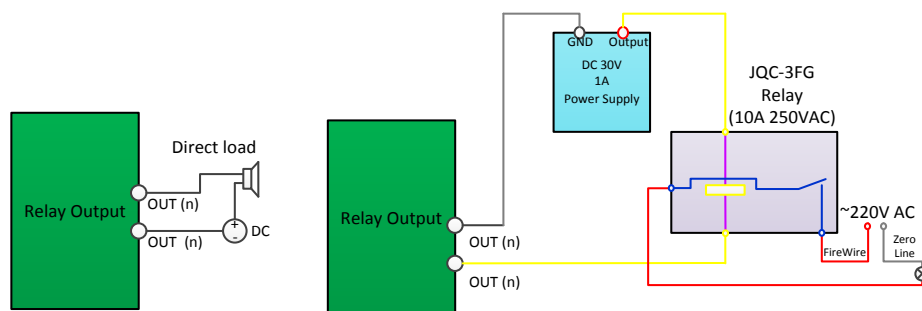 Direct load
Relay Output
OUT (n)
OUT (n)
+
-
DC
GND
Output
DC 30V
1A
Power Supply
Relay Output
OUT (n)
OUT (n)
JQC-3FG
Relay
(10A 250VAC)
~220V AC
FireWire
Zero
Line